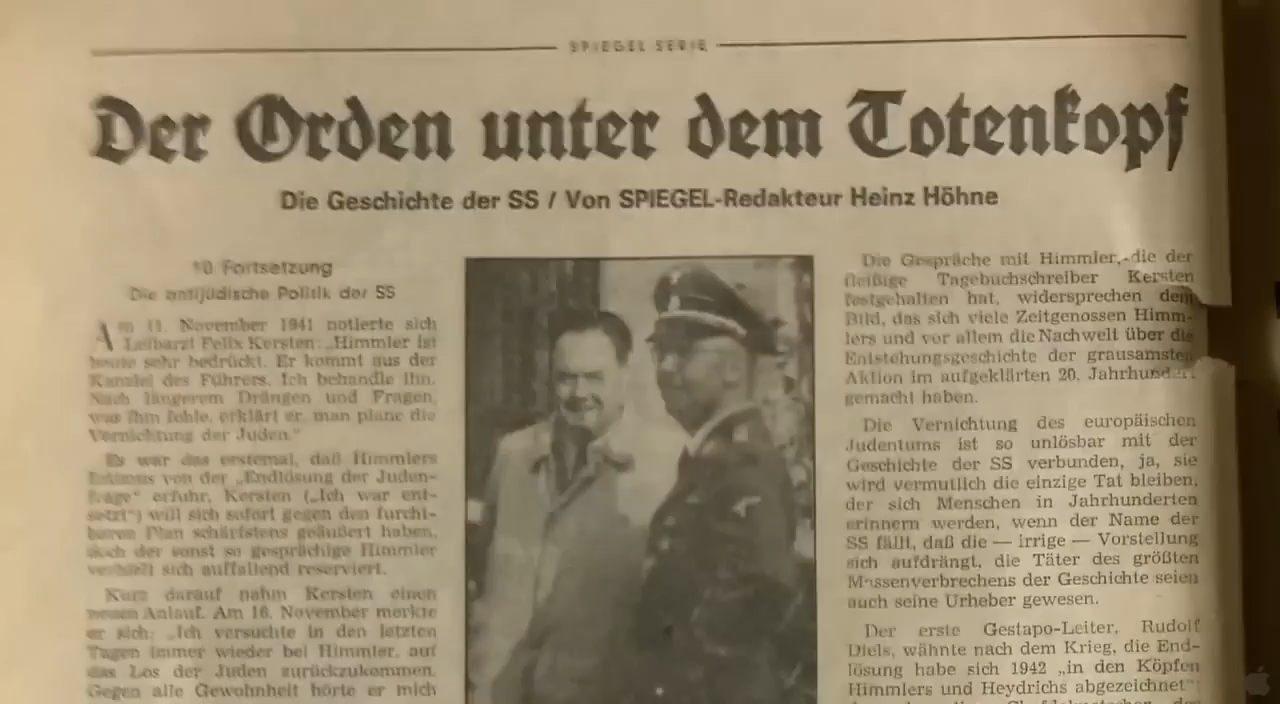 SPIEGEL SERIE
Der Orden unter dem Totenkopf
Die Geschichte der SS / Von SPIEGEL-Redakteur Heinz Höhne
10 Fortsetzung
Die antijüdische Politik der SS
Am 11. November 1941 notierte sich
Leibarzt Felix Kersten: „Himmler ist
heute sehr bedrückt. Er kommt aus der
Kanzlei des Führers. Ich behandle ihn.
Nach längerem Drängen und Fragen,
was ihm fehle, erklärt er, man plane die
Vernichtung der Juden.“
Es war das erstemal, daß Himmlers
Intimus von der „Endlösung der Juden-
frage“ erfuhr. Kersten („Ich war ent-
setzt“) will sich sofort gegen den furcht-
baren Plan schärfstens geäußert haben,
doch der sonst so gesprächige Himmler
verhielt sich auffallend reserviert.
Kurz darauf nahm Kersten einen
neuen Anlauf. Am 16. November merkte
er sich: „Ich versuchte in den letzten
Tagen immer wieder bei Himmler, auf
das Los der Juden zurückzukommen.
Gegen alle Gewohnheit hörte er mich
Die Gespräche mit Himmler, die der
fleißige Tagebuchschreiber Kersten
festgehalten hat, widersprechen dem
Bild, das sich viele Zeitgenossen Himm-
lers und vor allem die Nachwelt über die
Entstehungsgeschichte der grausamsten
Aktion im aufgeklärten 20. Jahrhundert
gemacht haben.
Die Vernichtung des europäischen
Judentums ist so unlösbar mit der
Geschichte der SS verbunden, ja, sie
wird vermutlich die einzige Tat bleiben,
der sich Menschen in Jahrhunderten
erinnern werden, wenn der Name der
SS fällt, daß die — irrige — Vorstellung
sich aufdrängt, die Täter des größten
Massenverbrechens der Geschichte seien
auch seine Urheber gewesen.
Der erste Gestapo-Leiter, Rudolf
Diels, wähnte nach dem Krieg, die End-
lösung habe sich 1942 „in den Köpfen
Himmlers und Heydrichs abgezeichnet“;